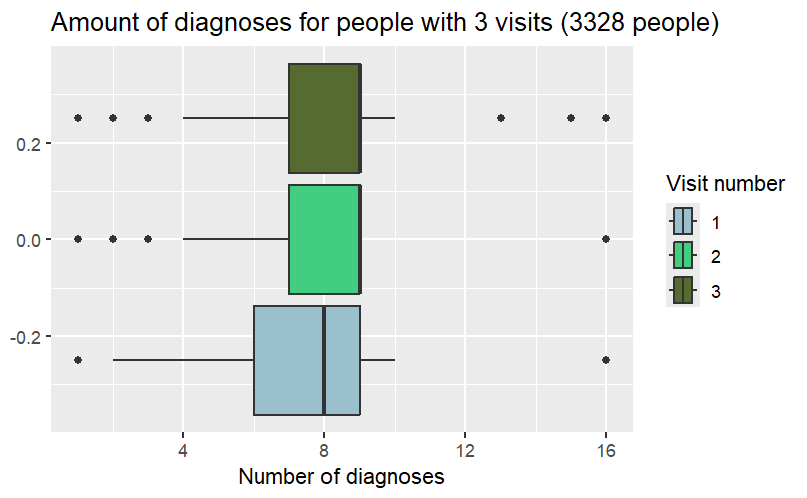 Amount of diagnoses for people with 3 visits (3328 people)
0.2
0.0
-0.2
4 8 12 16
Number of diagnoses
Visit number
1
2
3